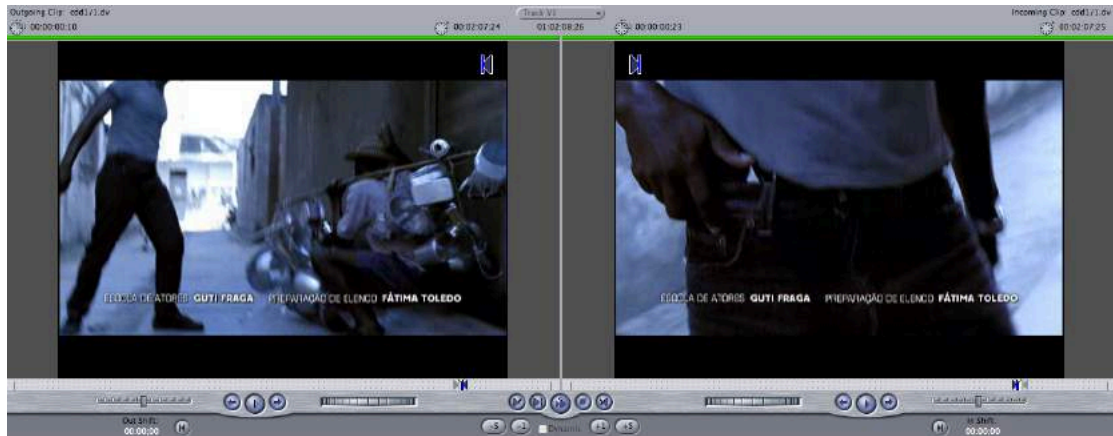 Outgoing Clip: cdd1/1.dv
Track V1
Incoming Clip: cdd1/1.dv
00:00:00:10
00:02:07:24
01:02:08:26
00:00:00:23
00:02:07:25
ESCOLA DE ATORES GUTI FRAGA PREPARAÇÃO DE ELENCO FÁTIMA TOLEDO
ESCOLA DE ATORES GUTI FRAGA PREPARAÇÃO DE ELENCO FÁTIMA TOLEDO
Out Shift:
00:00:00
-5 -1 Dynamic +1 +5
In Shift:
00:00:00